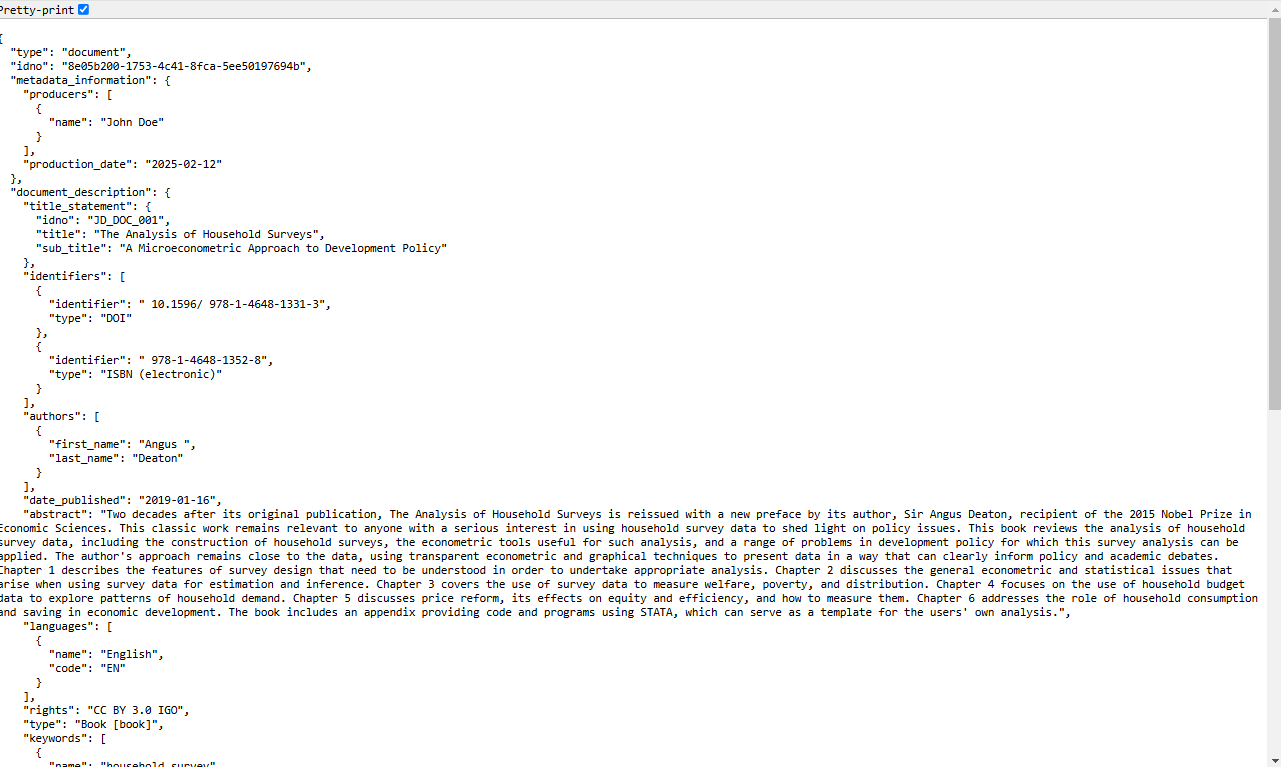 Pretty-print
{
"type": "document",
"idno": "8e05b200-1753-4c41-8fca-5ee50197694b",
"metadata_information": {
"producers": [
{
"name": "John Doe"
}
],
"production_date": "2025-02-12"
},
"document_description": {
"title_statement": {
"idno": "JD_DOC_001",
"title": "The Analysis of Household Surveys",
"sub_title": "A Microeconometric Approach to Development Policy"
},
"identifiers": [
{
"identifier": " 10.1596/ 978-1-4648-1331-3",
"type": "DOI"
},
{
"identifier": " 978-1-4648-1352-8",
"type": "ISBN (electronic)"
}
],
"authors": [
{
"first_name": "Angus ",
"last_name": "Deaton"
}
],
"date_published": "2019-01-16",
"abstract": "Two decades after its original publication, The Analysis of Household Surveys is reissued with a new preface by its author, Sir Angus Deaton, recipient of the 2015 Nobel Prize in
Economic Sciences. This classic work remains relevant to anyone with a serious interest in using household survey data to shed light on policy issues. This book reviews the analysis of household
survey data, including the construction of household surveys, the econometric tools useful for such analysis, and a range of problems in development policy for which this survey analysis can be
applied. The author's approach remains close to the data, using transparent econometric and graphical techniques to present data in a way that can clearly inform policy and academic debates.
Chapter 1 describes the features of survey design that need to be understood in order to undertake appropriate analysis. Chapter 2 discusses the general econometric and statistical issues that
arise when using survey data for estimation and inference. Chapter 3 covers the use of survey data to measure welfare, poverty, and distribution. Chapter 4 focuses on the use of household budget
data to explore patterns of household demand. Chapter 5 discusses price reform, its effects on equity and efficiency, and how to measure them. Chapter 6 addresses the role of household consumption
and saving in economic development. The book includes an appendix providing code and programs using STATA, which can serve as a template for the users' own analysis.",
"languages": [
{
"name": "English",
"code": "EN"
}
],
"rights": "CC BY 3.0 IGO",
"type": "Book [book]",
"keywords": [
{
"name": "household survey"